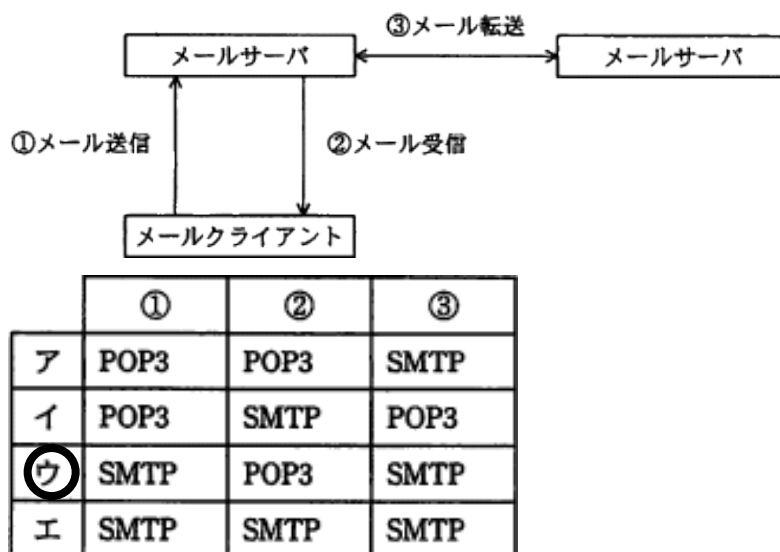 ③メール転送
メールサーバ メールサーバ
①メール送信 ②メール受信
メールクライアント
① ② ③
ア POP3 POP3 SMTP
イ POP3 SMTP POP3
ウ SMTP POP3 SMTP
エ SMTP SMTP SMTP